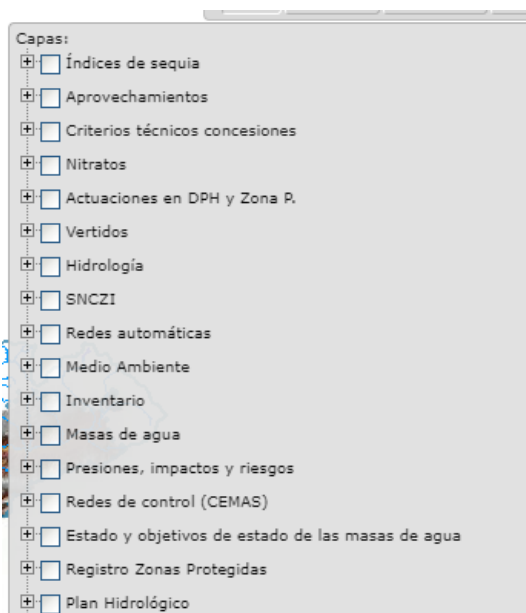 Capas:
Índices de sequia
Aprovechamientos
Criterios técnicos concesiones
Nitratos
Actuaciones en DPH y Zona P.
Vertidos
Hidrología
SNCZI
Redes automáticas
Medio Ambiente
Inventario
Masas de agua
Presiones, impactos y riesgos
Redes de control (CEMAS)
Estado y objetivos de estado de las masas de agua
Registro Zonas Protegidas
Plan Hidrológico